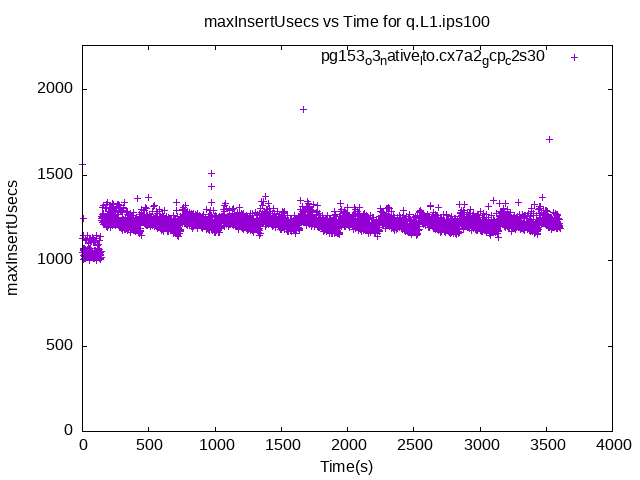 maxInsertUsecs vs Time for q.L1.ips100
pg153o3native_lto.cx7a2gcpc2s30
2000
1500
1000
500
0
maxInsertUsecs
0 500 1000 1500 2000 2500 3000 3500 4000
Time(s)